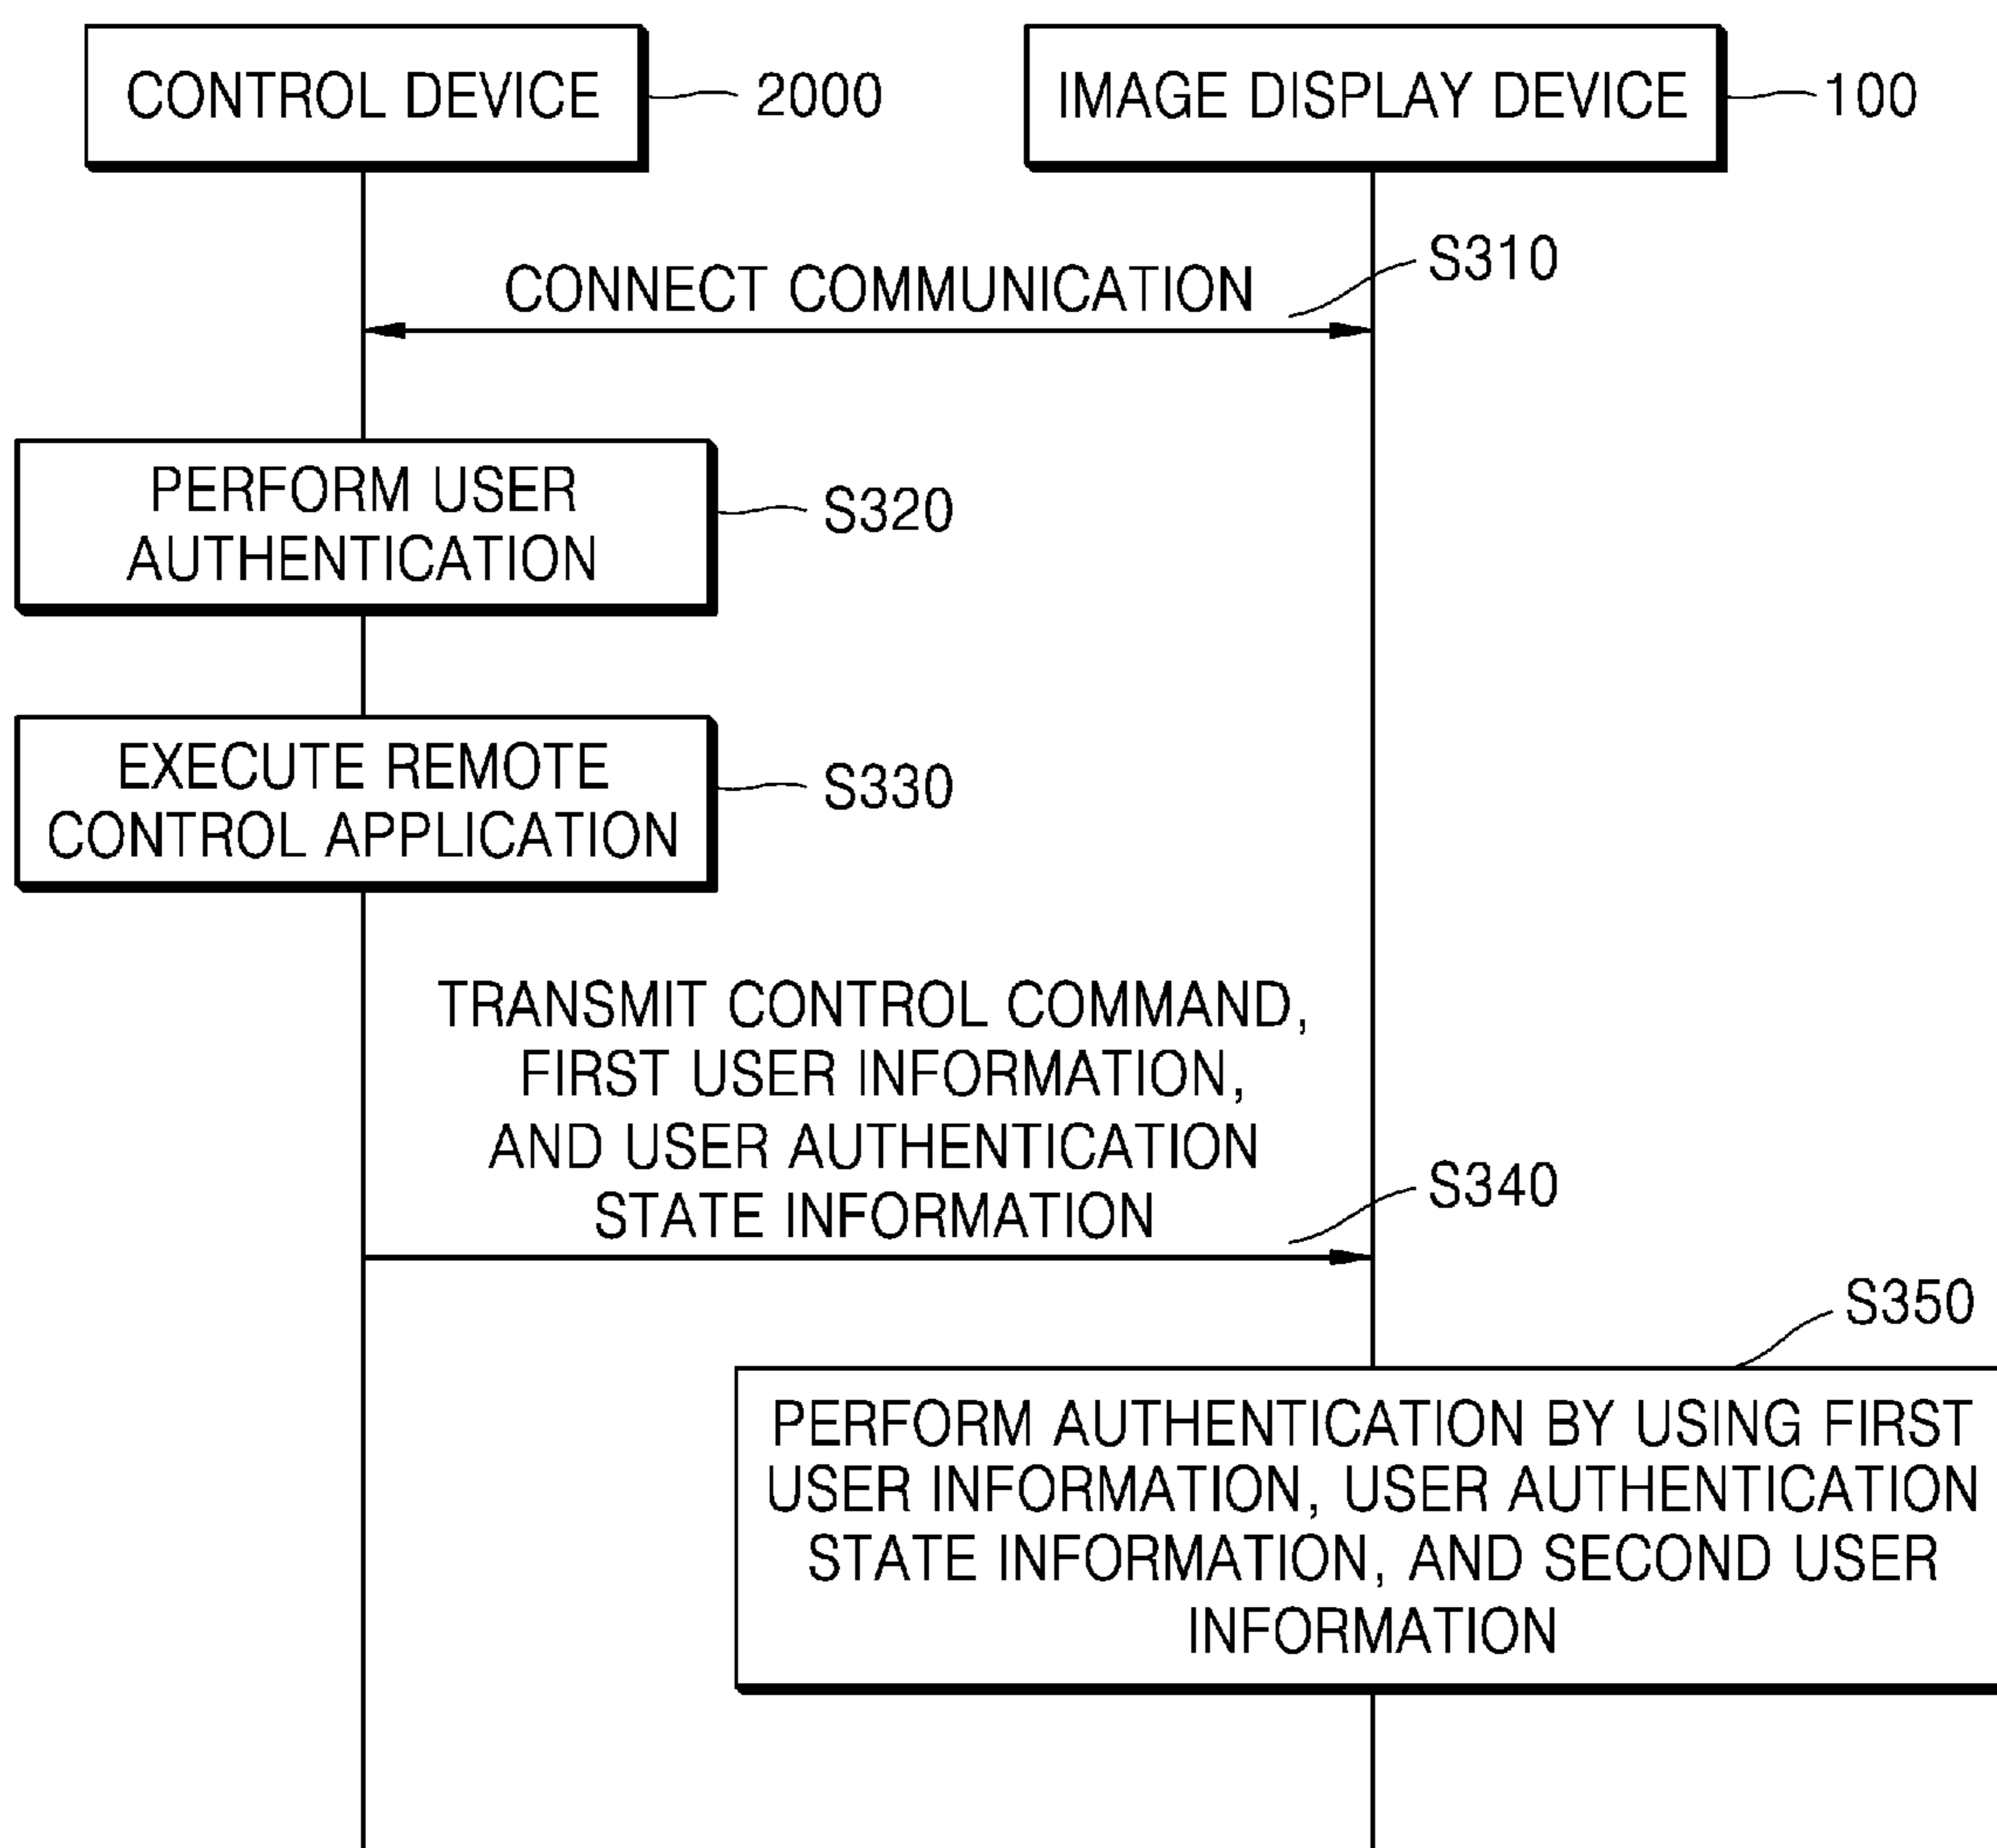 CONTROL DEVICE
2000
IMAGE DISPLAY DEVICE
100
S310
CONNECT COMMUNICATION
PERFORM USER
AUTHENTICATION
S320
EXECUTE REMOTE
CONTROL APPLICATION
S330
TRANSMIT CONTROL COMMAND,
FIRST USER INFORMATION,
AND USER AUTHENTICATION
STATE INFORMATION
S340
S350
PERFORM AUTHENTICATION BY USING FIRST
USER INFORMATION, USER AUTHENTICATION
STATE INFORMATION, AND SECOND USER
INFORMATION